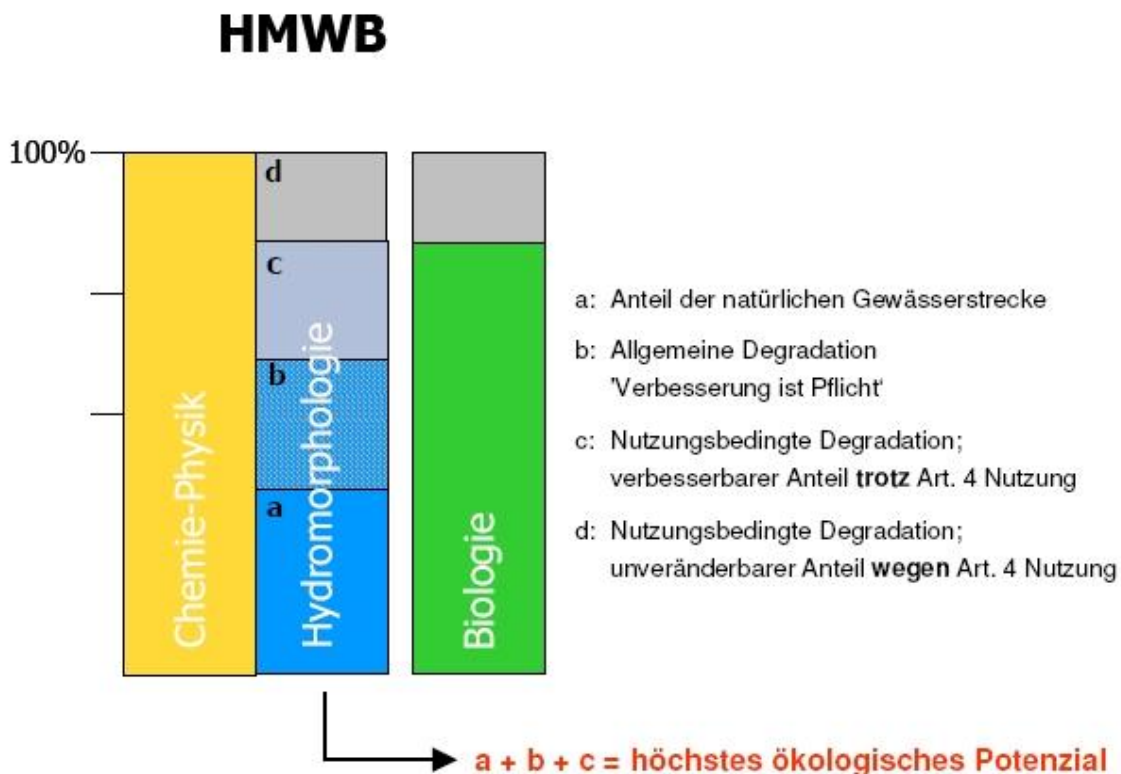 HMWB
100%
d
c
b
a
Chemie-Physik
Hydromorphologie
Biologie
a: Anteil der natürlichen Gewässerstrecke
b: Allgemeine Degradation
'Verbesserung ist Pflicht'
c: Nutzungsbedingte Degradation;
verbesserbarer Anteil trotz Art. 4 Nutzung
d: Nutzungsbedingte Degradation;
unveränderbarer Anteil wegen Art. 4 Nutzung
a + b + c = höchstes ökologisches Potenzial